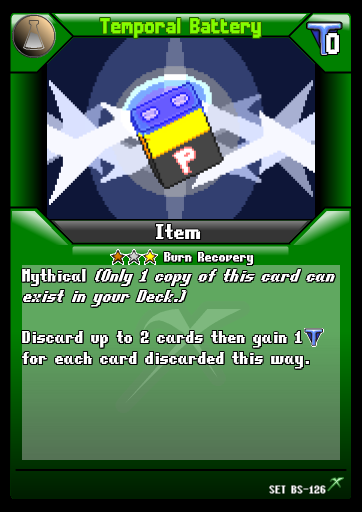 Temporal Battery
0
P
Item
Burn Recovery
Mythical (Only 1 copy of this card can
exist in your Deck.)
Discard up to 2 cards then gain 1
for each card discarded this way.
SET BS-126